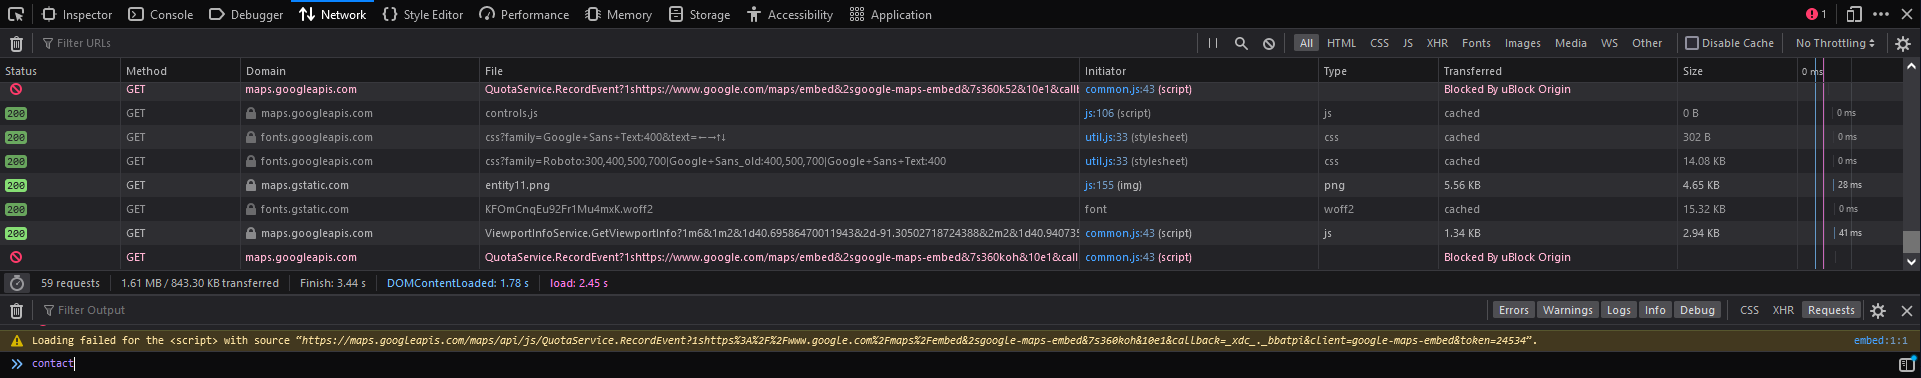 Inspector Console Debugger Network Style Editor Performance Memory Storage Accessibility Application 1
Filter URLs All HTML CSS JS XHR Fonts Images Media WS Other Disable Cache No Throttling
Status Method Domain File Initiator Type Transferred Size 0 ms
GET maps.googleapis.com QuotaService.RecordEvent?1shttps://www.google.com/maps/embed&2sgoogle-maps-embed&7s360k52&10e1&callb common.js:43 (script) Blocked By uBlock Origin
200 GET maps.googleapis.com controls.js js:106 (script) js cached 0 B 0 ms
200 GET fonts.googleapis.com css?family=Google+Sans+Text:400&text=←→↑↓ util.js:33 (stylesheet) css cached 302 B 0 ms
200 GET fonts.googleapis.com css?family=Roboto:300,400,500,700|Google+Sans_old:400,500,700|Google+Sans+Text:400 util.js:33 (stylesheet) css cached 14.08 KB 0 ms
200 GET maps.gstatic.com entity11.png js:155 (img) png 5.56 KB 4.65 KB 28 ms
200 GET fonts.gstatic.com KFOmCnqEu92Fr1Mu4mxK.woff2 font woff2 cached 15.32 KB 0 ms
200 GET maps.googleapis.com ViewportInfoService.GetViewportInfo?1m6&1m2&1d40.69586470011943&2d-91.30502718724388&2m2&1d40.940735 common.js:43 (script) js 1.34 KB 2.94 KB 41 ms
GET maps.googleapis.com QuotaService.RecordEvent?1shttps://www.google.com/maps/embed&2sgoogle-maps-embed&7s360koh&10e1&call common.js:43 (script) Blocked By uBlock Origin
59 requests 1.61 MB / 843.30 KB transferred Finish: 3.44 s DOMContentLoaded: 1.78 s load: 2.45 s
Filter Output Errors Warnings Logs Info Debug CSS XHR Requests
Loading failed for the <script> with source “https://maps.googleapis.com/maps/api/js/QuotaService.RecordEvent?1shttps%3A%2F%2Fwww.google.com%2Fmaps%2Fembed&2sgoogle-maps-embed&7s360koh&10e1&callback=_xdc_._bbatpi&client=google-maps-embed&token=24534”. embed:1:1
contact